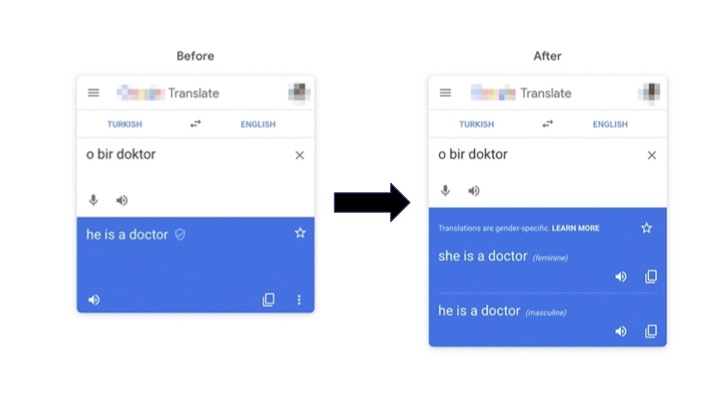 Before
Translate
TURKISH ENGLISH
o bir doktor
he is a doctor
After
Translate
TURKISH ENGLISH
o bir doktor
Translations are gender-specific. LEARN MORE
she is a doctor (feminine)
he is a doctor (masculine)